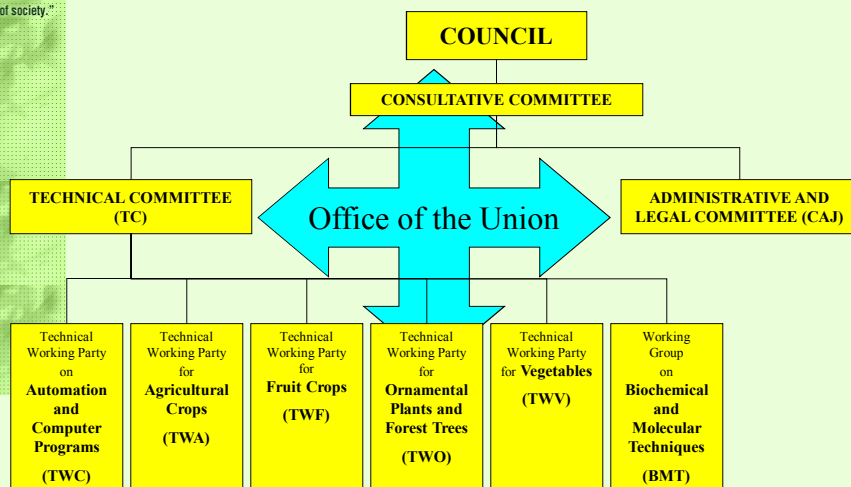 of society."
COUNCIL
CONSULTATIVE COMMITTEE
TECHNICAL COMMITTEE
(TC)
Office of the Union
ADMINISTRATIVE AND
LEGAL COMMITTEE (CAJ)
Technical
Working Party
on
Automation
and
Computer
Programs
(TWC)
Technical
Working Party
for
Agricultural
Crops
(TWA)
Technical
Working Party
for
Fruit Crops
(TWF)
Technical
Working Party
for
Ornamental
Plants and
Forest Trees
(TWO)
Technical
Working Party
for Vegetables
(TWV)
Working
Group
on
Biochemical
and
Molecular
Techniques
(BMT)